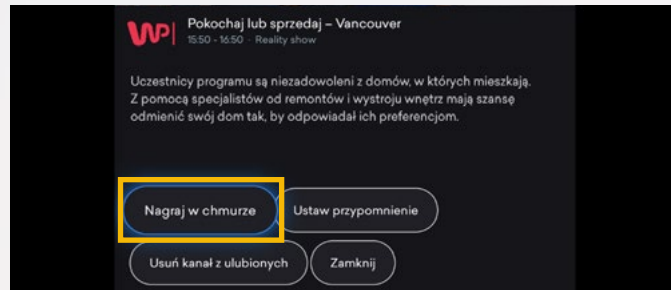 WP
Pokochaj lub sprzedaj – Vancouver
15:50 - 16:50 · Reality show
Uczestnicy programu są niezadowoleni z domów, w których mieszkają.
Z pomocą specjalistów od remontów i wystroju wnętrz mają szansę
odmienić swój dom tak, by odpowiadał ich preferencjom.
Nagraj w chmurze
Ustaw przypomnienie
Usuń kanał z ulubionych
Zamknij